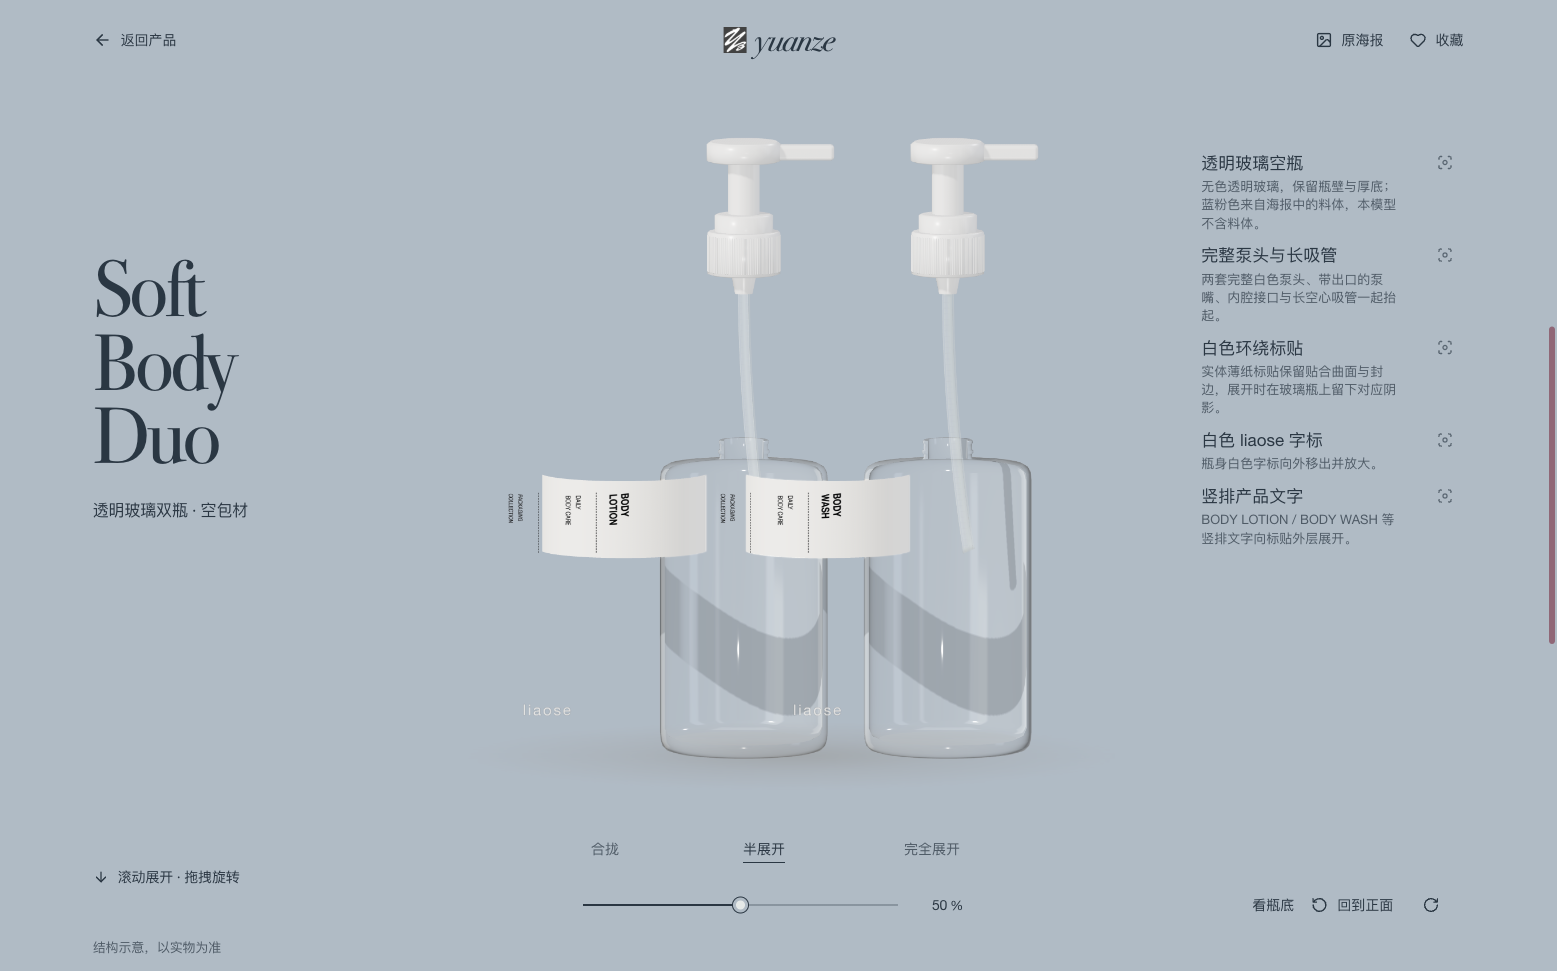 返回产品
yuanze
原海报
收藏
Soft
Body
Duo
透明玻璃双瓶 · 空包材
PACKAGING
COLLECTION
DAILY
BODY CARE
BODY
LOTION
PACKAGING
COLLECTION
DAILY
BODY CARE
BODY
WASH
liaose
liaose
透明玻璃空瓶
无色透明玻璃，保留瓶壁与厚底；
蓝粉色来自海报中的料体，本模型
不含料体。
完整泵头与长吸管
两套完整白色泵头、带出口的泵
嘴、内腔接口与长空心吸管一起抬
起。
白色环绕标贴
实体薄纸标贴保留贴合曲面与封
边，展开时在玻璃瓶上留下对应阴
影。
白色 liaose 字标
瓶身白色字标向外移出并放大。
竖排产品文字
BODY LOTION / BODY WASH 等
竖排文字向标贴外层展开。
合拢
半展开
完全展开
50 %
滚动展开 · 拖拽旋转
看瓶底
回到正面
结构示意，以实物为准